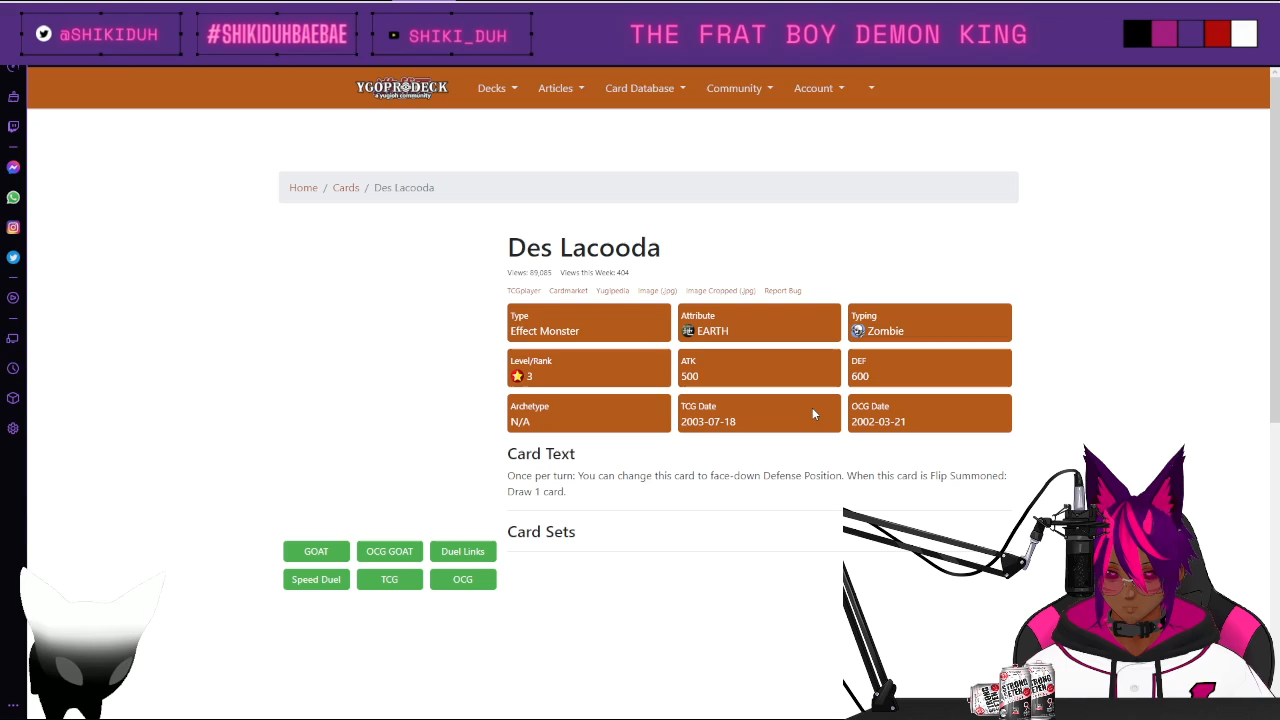 @SHIKIDUH
#SHIKIDUHBAEBAE
SHIKI_DUH
THE FRAT BOY DEMON KING
YGOPRODECK
a yugioh community
Decks
Articles
Card Database
Community
Account
Home / Cards / Des Lacooda
Des Lacooda
Views: 89,085 Views this Week: 404
TCGplayer Cardmarket Yugipedia Image (.jpg) Image Cropped (.jpg) Report Bug
Type
Effect Monster
Attribute
EARTH
Typing
Zombie
Level/Rank
3
ATK
500
DEF
600
Archetype
N/A
TCG Date
2003-07-18
OCG Date
2002-03-21
Card Text
Once per turn: You can change this card to face-down Defense Position. When this card is Flip Summoned:
Draw 1 card.
Card Sets
GOAT
OCG GOAT
Duel Links
Speed Duel
TCG
OCG
STRONG